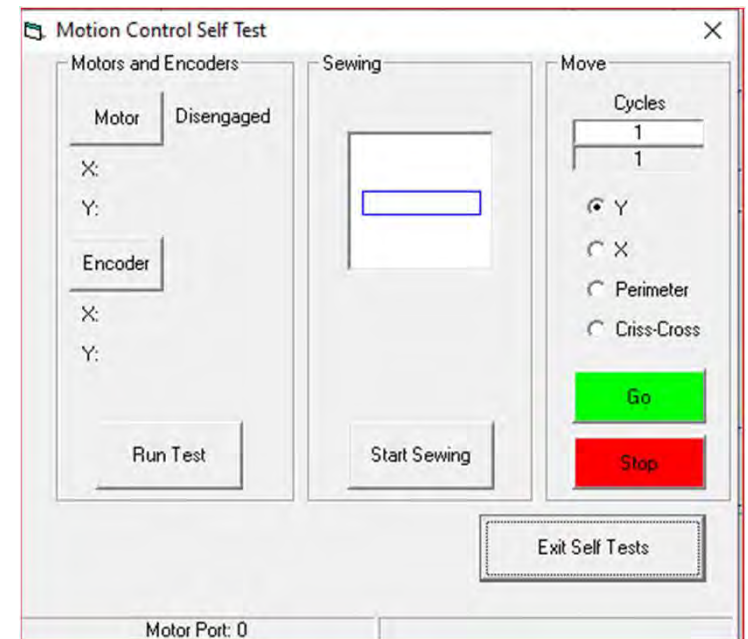 Motion Control Self Test
Motors and Encoders
Motor
Disengaged
X:
Y:
Encoder
X:
Y:
Run Test
Sewing
Start Sewing
Move
Cycles
1
1
Y
X
Perimeter
Criss-Cross
Go
Stop
Exit Self Tests
Motor Port: 0